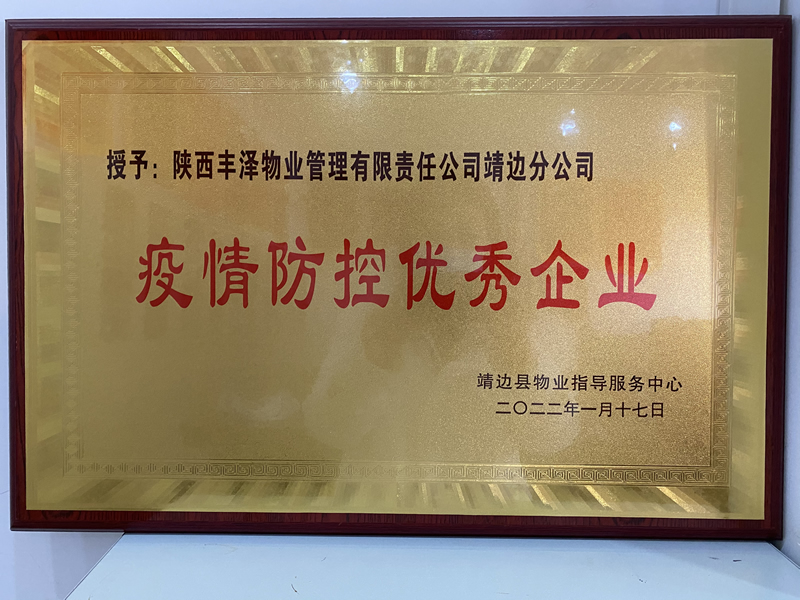 授予：陕西丰泽物业管理有限责任公司靖边分公司
疫情防控优秀企业
靖边县物业指导服务中心
二〇二二年一月十七日